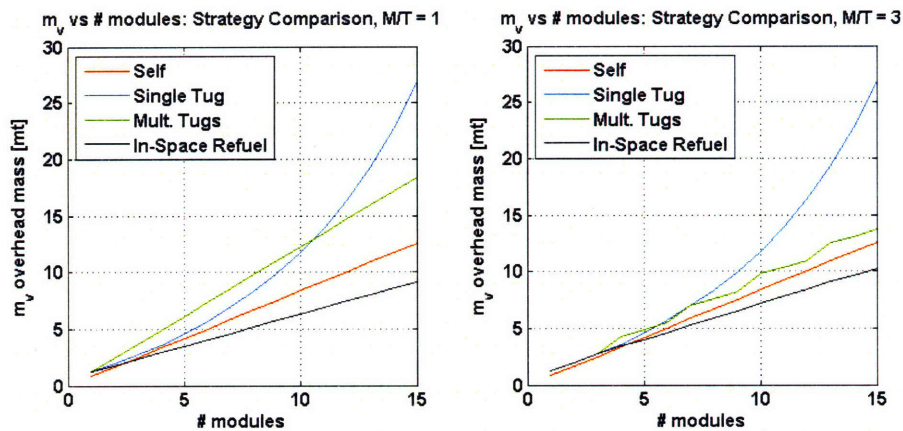 m_v vs # modules: Strategy Comparison, M/T = 1
30
25
20
15
10
5
0
m_v overhead mass [mt]
Self
Single Tug
Mult. Tugs
In-Space Refuel
0 5 10 15
# modules
m_v vs # modules: Strategy Comparison, M/T = 3
30
25
20
15
10
5
0
m_v overhead mass [mt]
Self
Single Tug
Mult. Tugs
In-Space Refuel
0 5 10 15
# modules